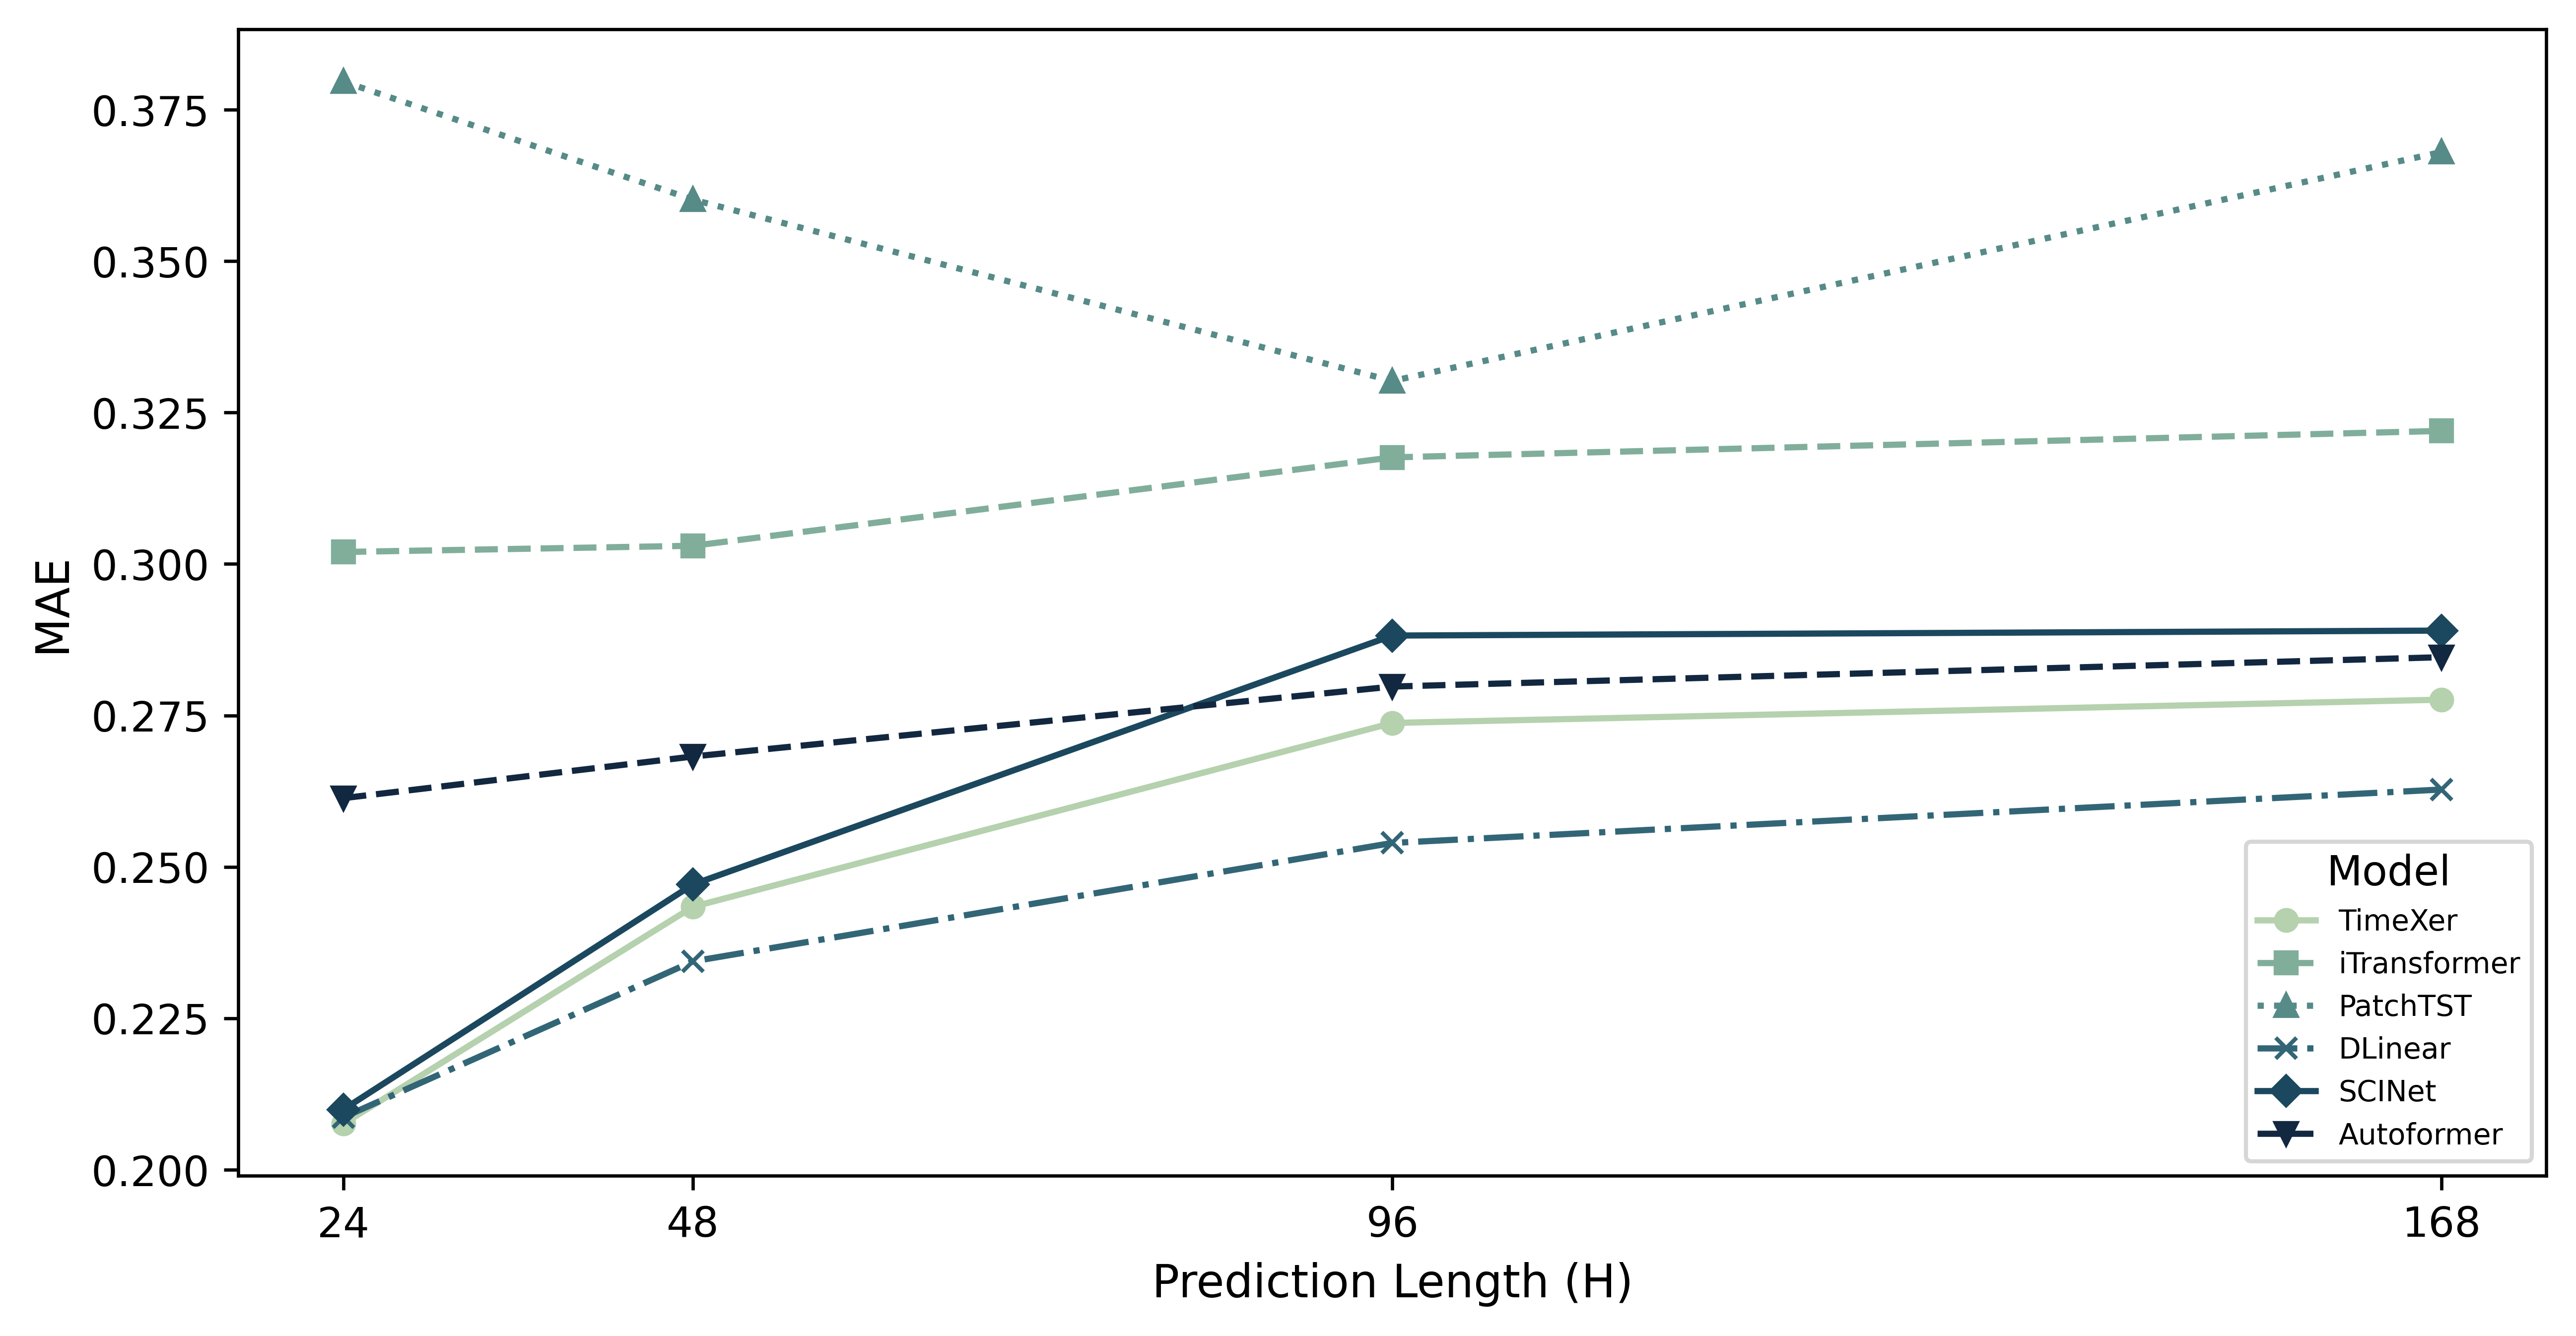 0.375
0.350
0.325
0.300
0.275
0.250
0.225
0.200
MAE
24 48 96 168
Prediction Length (H)
Model
TimeXer
iTransformer
PatchTST
DLinear
SCINet
Autoformer